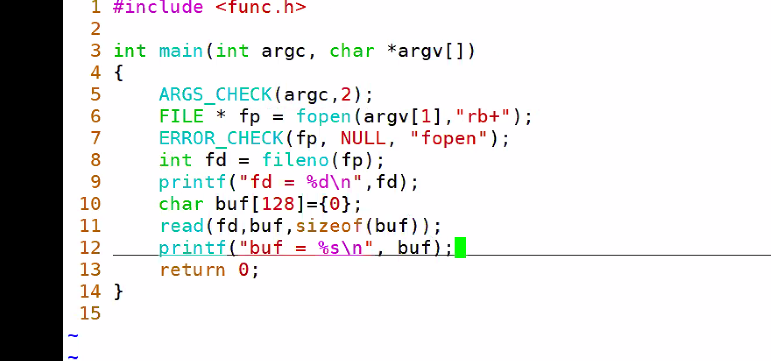 1 #include <func.h>
2
3 int main(int argc, char *argv[])
4 {
5     ARGS_CHECK(argc,2);
6     FILE * fp = fopen(argv[1],"rb+");
7     ERROR_CHECK(fp, NULL, "fopen");
8     int fd = fileno(fp);
9     printf("fd = %d\n",fd);
10     char buf[128]={0};
11     read(fd,buf,sizeof(buf));
12     printf("buf = %s\n", buf);
13     return 0;
14 }
15
~
~